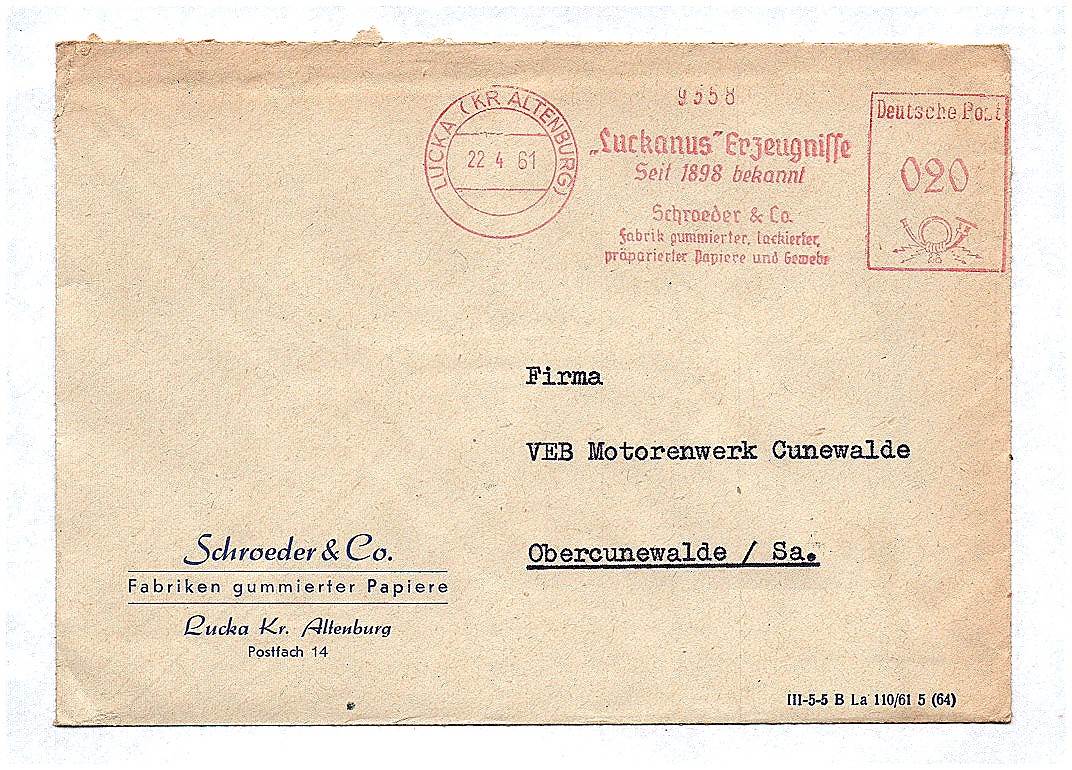 LUCKA (KR ALTENBURG)
22 4 61
9558
„Luckanus" Erzeugnisse
Seit 1898 bekannt
Schroeder & Co.
Fabrik gummierter, lackierter,
präparierter Papiere und Gewebe
Deutsche Post
020
Firma
VEB Motorenwerk Cunewalde
Obercunewalde / Sa.
Schroeder & Co.
Fabriken gummierter Papiere
Lucka Kr. Altenburg
Postfach 14
III-5-5 B La 110/61 5 (64)